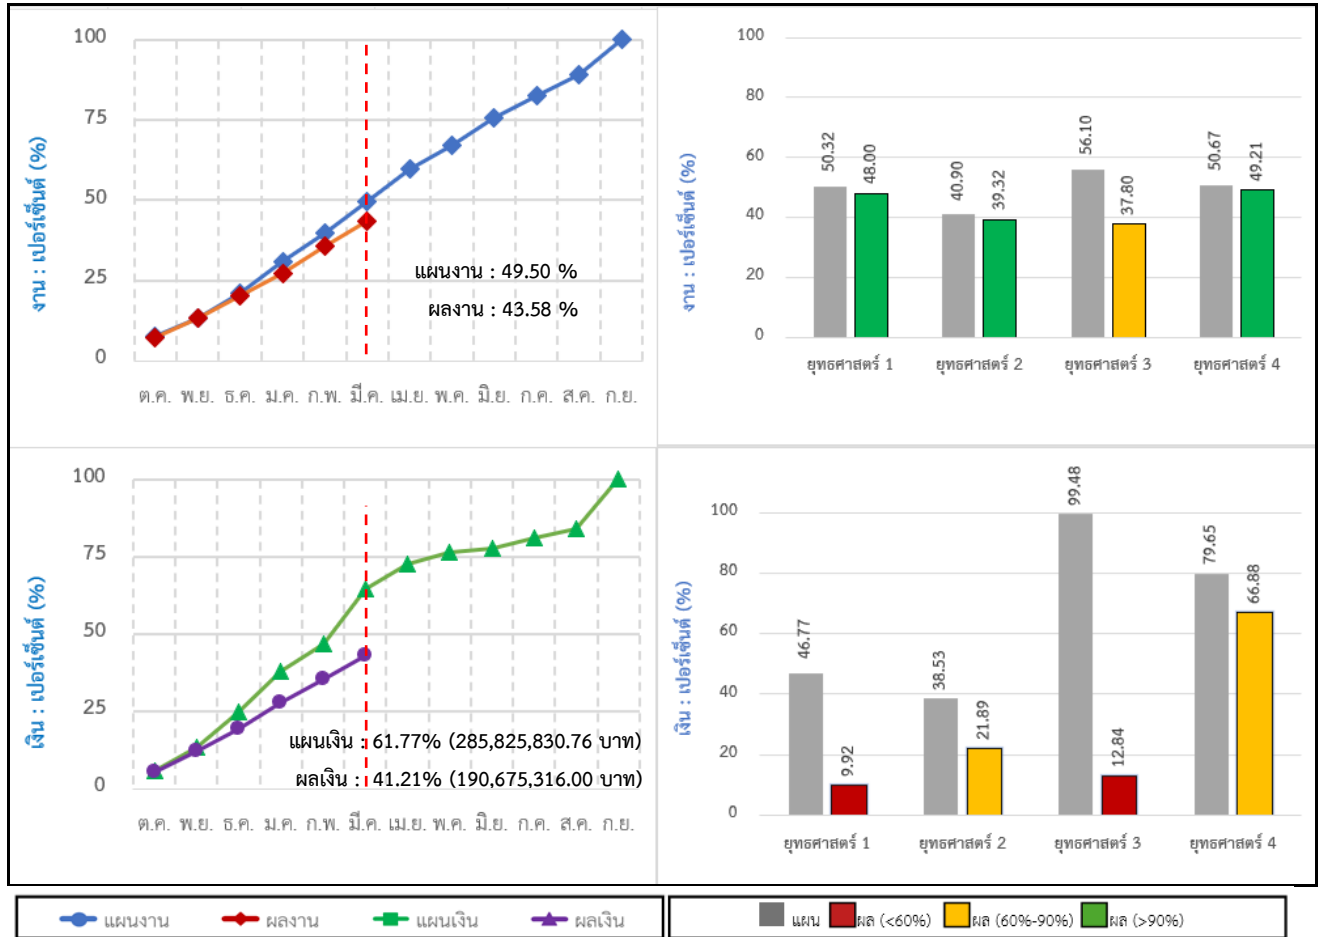 งาน : เปอร์เซ็นต์ (%)
100
75
50
25
0
แผนงาน : 49.50 %
ผลงาน : 43.58 %
ต.ค. พ.ย. ธ.ค. ม.ค. ก.พ. มี.ค. เม.ย. พ.ค. มิ.ย. ก.ค. ส.ค. ก.ย.
งาน : เปอร์เซ็นต์ (%)
100
80
60
40
20
0
50.32 48.00 40.90 39.32 56.10 37.80 50.67 49.21
ยุทธศาสตร์ 1 ยุทธศาสตร์ 2 ยุทธศาสตร์ 3 ยุทธศาสตร์ 4
เงิน : เปอร์เซ็นต์ (%)
100
75
50
25
0
แผนเงิน : 61.77% (285,825,830.76 บาท)
ผลเงิน : 41.21% (190,675,316.00 บาท)
ต.ค. พ.ย. ธ.ค. ม.ค. ก.พ. มี.ค. เม.ย. พ.ค. มิ.ย. ก.ค. ส.ค. ก.ย.
เงิน : เปอร์เซ็นต์ (%)
100
80
60
40
20
0
46.77 9.92 38.53 21.89 99.48 12.84 79.65 66.88
ยุทธศาสตร์ 1 ยุทธศาสตร์ 2 ยุทธศาสตร์ 3 ยุทธศาสตร์ 4
แผนงาน ผลงาน แผนเงิน ผลเงิน
แผน ผล (<60%) ผล (60%-90%) ผล (>90%)